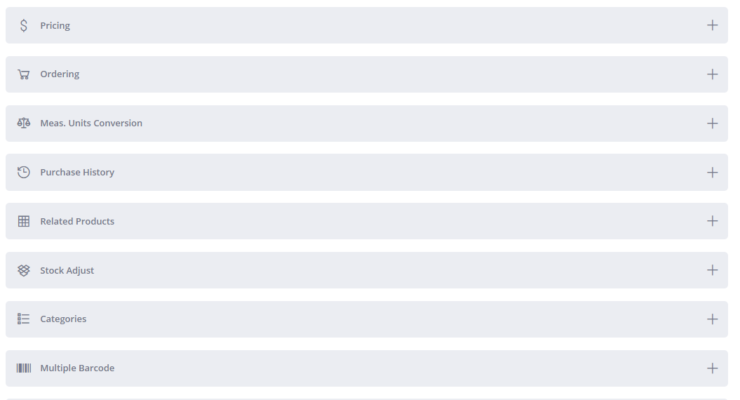 Pricing
Ordering
Meas. Units Conversion
Purchase History
Related Products
Stock Adjust
Categories
Multiple Barcode